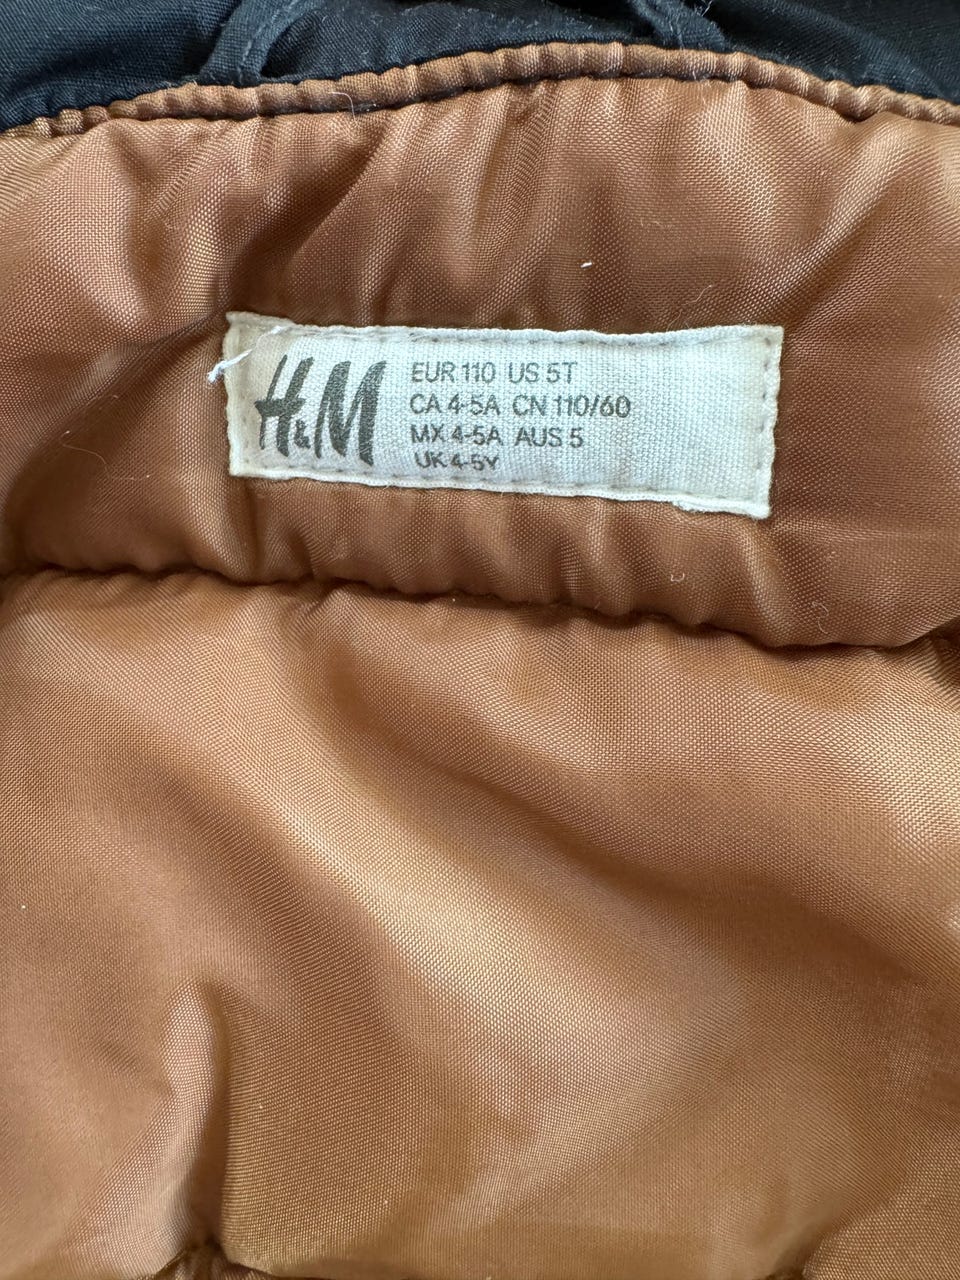 H&M
EUR 110 US 5T
CA 4-5A CN 110/60
MX 4-5A AUS 5
UK 4-5Y